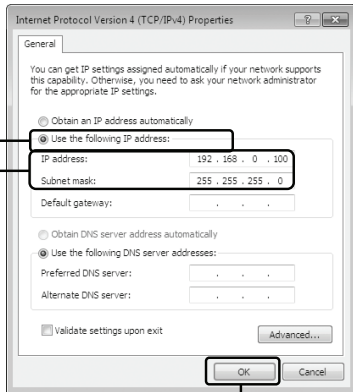 Internet Protocol Version 4 (TCP/IPv4) Properties
General
You can get IP settings assigned automatically if your network supports
this capability. Otherwise, you need to ask your network administrator
for the appropriate IP settings.
Obtain an IP address automatically
Use the following IP address:
IP address: 192 . 168 . 0 . 100
Subnet mask: 255 . 255 . 255 . 0
Default gateway: . . .
Obtain DNS server address automatically
Use the following DNS server addresses:
Preferred DNS server: . . .
Alternate DNS server: . . .
Validate settings upon exit
Advanced...
OK Cancel